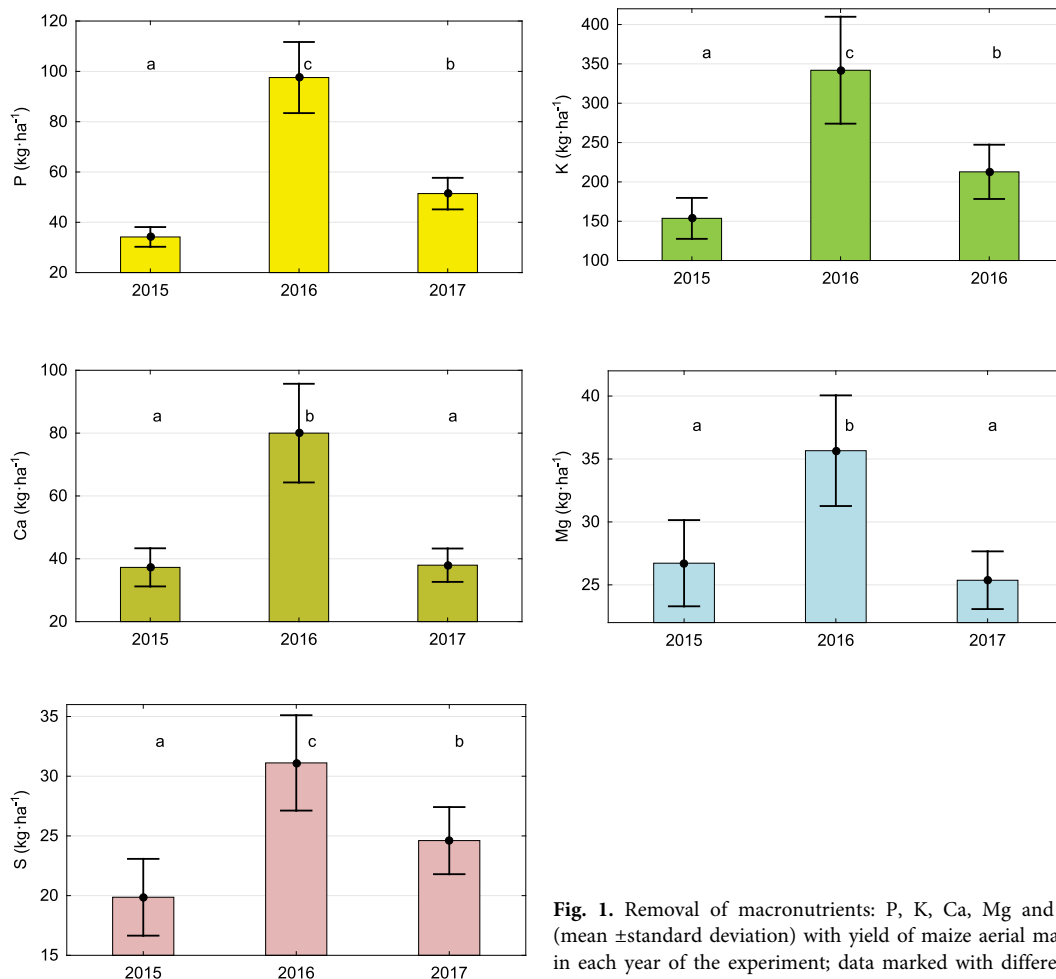 120
100
80
60
40
20
P (kg·ha⁻¹)
a
c
b
2015
2016
2017
400
350
300
250
200
150
100
K (kg·ha⁻¹)
a
c
b
2015
2016
2016
100
80
60
40
20
Ca (kg·ha⁻¹)
a
b
a
2015
2016
2017
40
35
30
25
Mg (kg·ha⁻¹)
a
b
a
2015
2016
2017
35
30
25
20
15
S (kg·ha⁻¹)
a
c
b
2015
2016
2017
Fig. 1. Removal of macronutrients: P, K, Ca, Mg and
(mean ±standard deviation) with yield of maize aerial ma
in each year of the experiment; data marked with differe